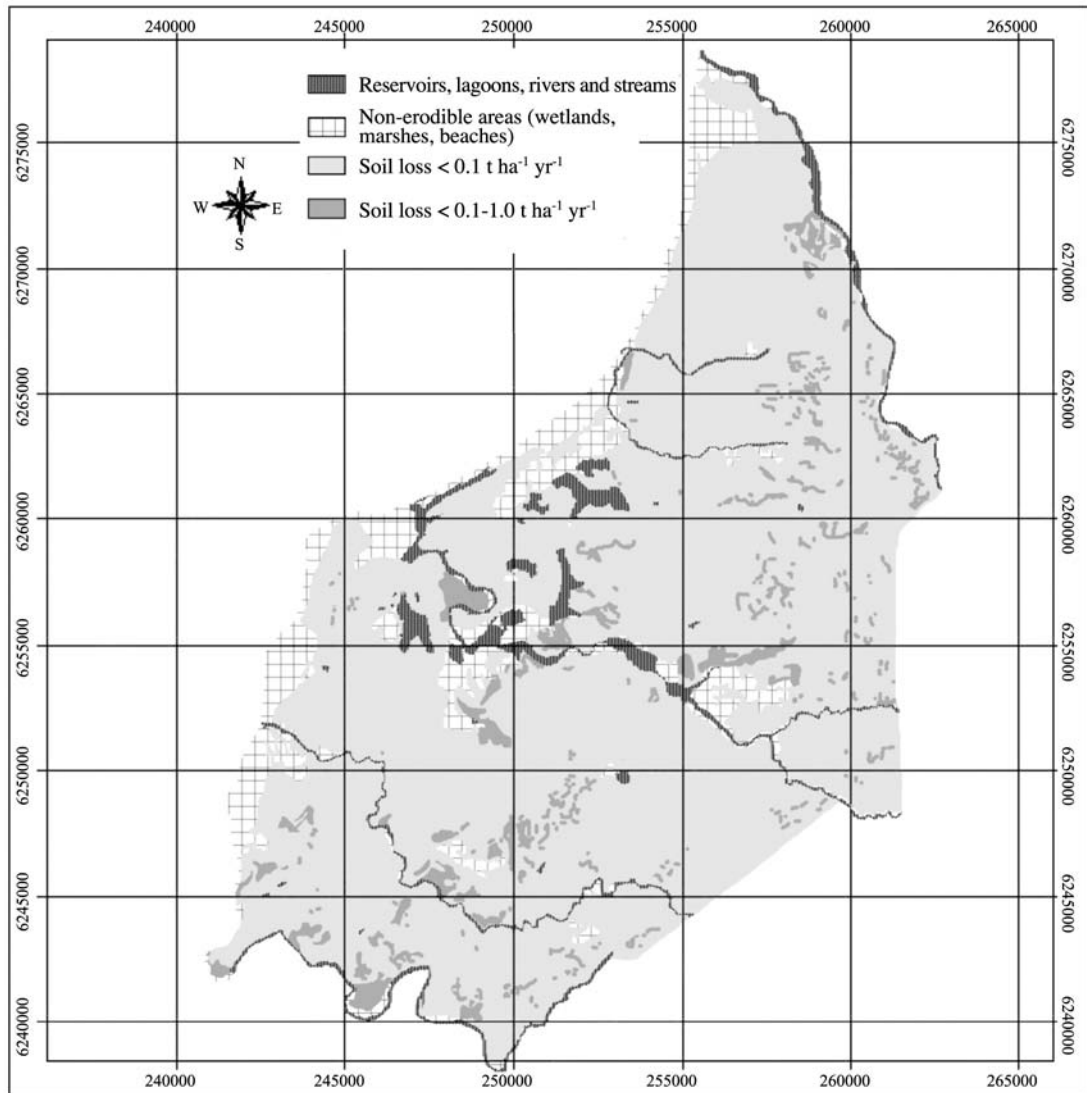 240000 245000 250000 255000 260000 265000
Reservoirs, lagoons, rivers and streams
Non-erodible areas (wetlands,
marshes, beaches)
Soil loss < 0.1 t ha⁻¹ yr⁻¹
Soil loss < 0.1-1.0 t ha⁻¹ yr⁻¹
N
W E
S
6275000 6275000
6270000 6270000
6265000 6265000
6260000 6260000
6255000 6255000
6250000 6250000
6245000 6245000
6240000 6240000
240000 245000 250000 255000 260000 265000